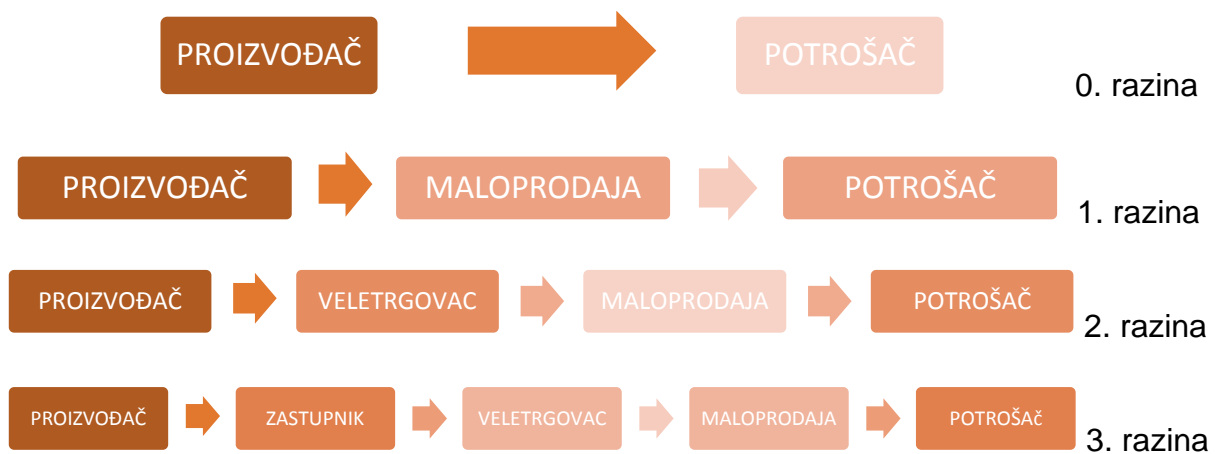 PROIZVOĐAČ POTROŠAČ 0. razina
PROIZVOĐAČ MALOPRODAJA POTROŠAČ 1. razina
PROIZVOĐAČ VELETRGOVAC MALOPRODAJA POTROŠAČ 2. razina
PROIZVOĐAČ ZASTUPNIK VELETRGOVAC MALOPRODAJA POTROŠAč 3. razina